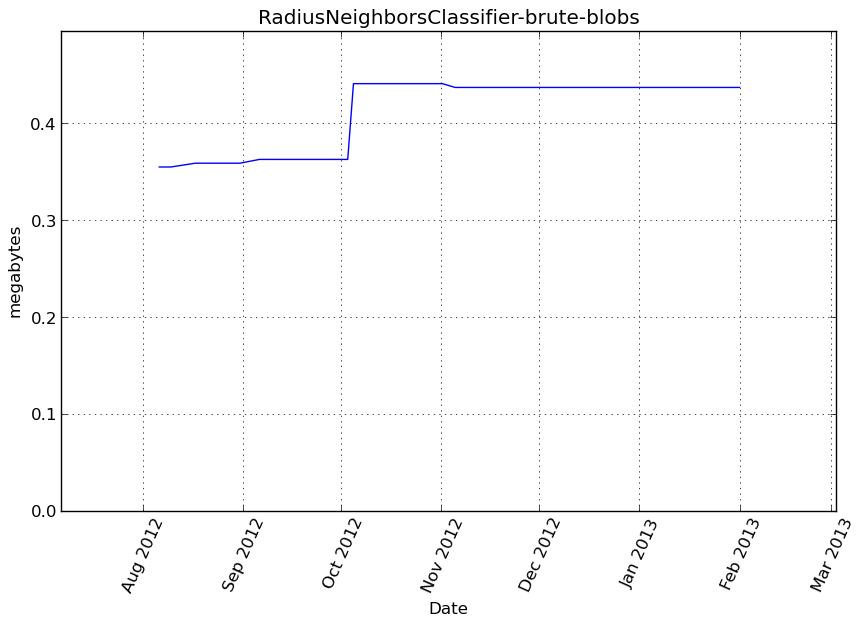 RadiusNeighborsClassifier-brute-blobs
megabytes
0.4
0.3
0.2
0.1
0.0
Aug 2012
Sep 2012
Oct 2012
Nov 2012
Dec 2012
Jan 2013
Feb 2013
Mar 2013
Date